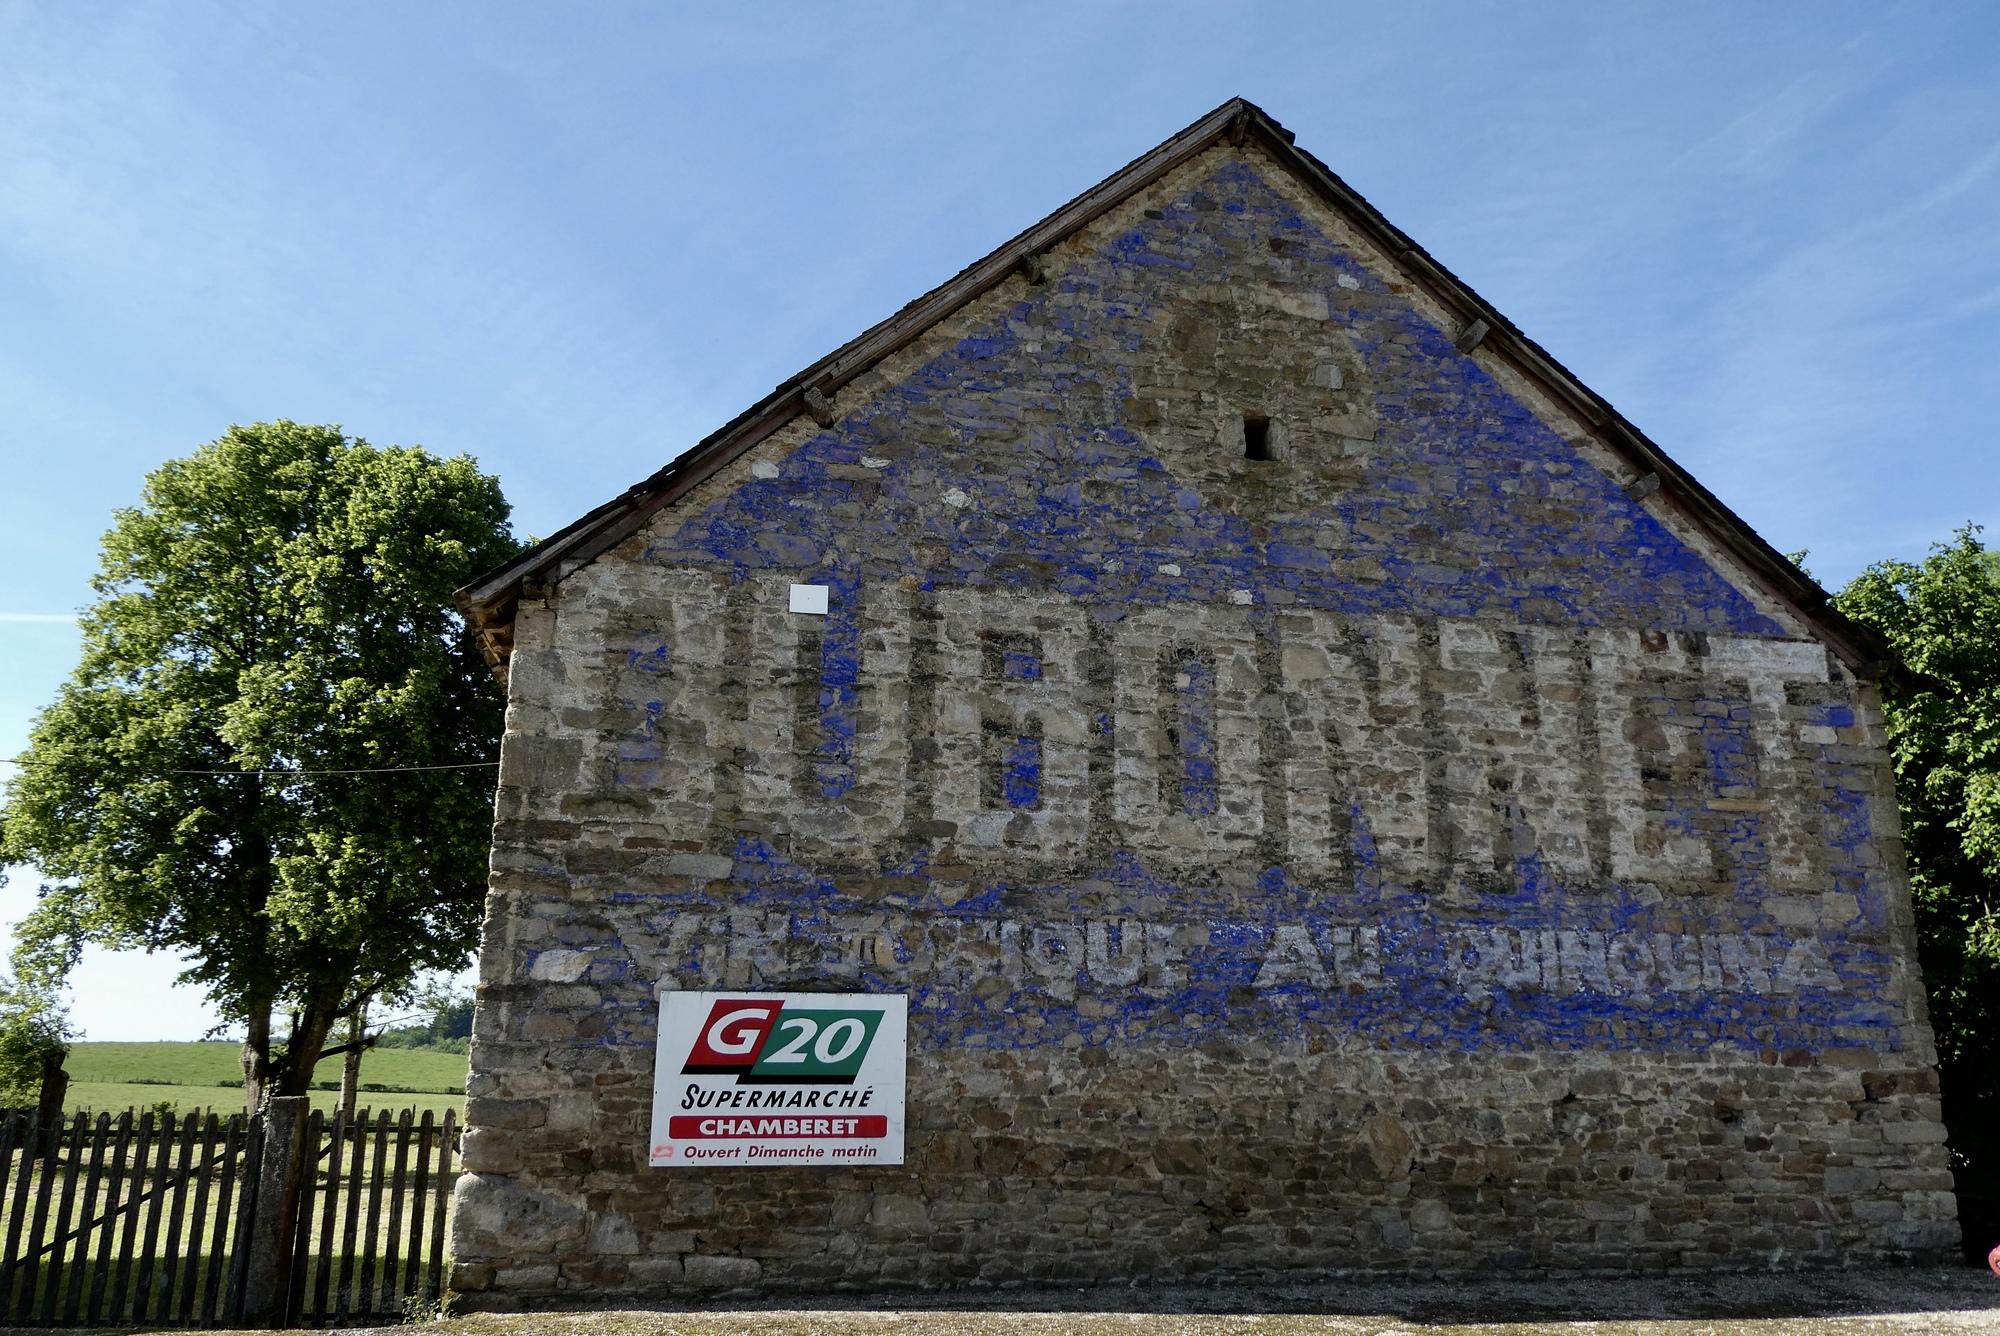 DUBONNET
VIN TONIQUE AU QUINQUINA
G20
SUPERMARCHÉ
CHAMBERET
Ouvert Dimanche matin